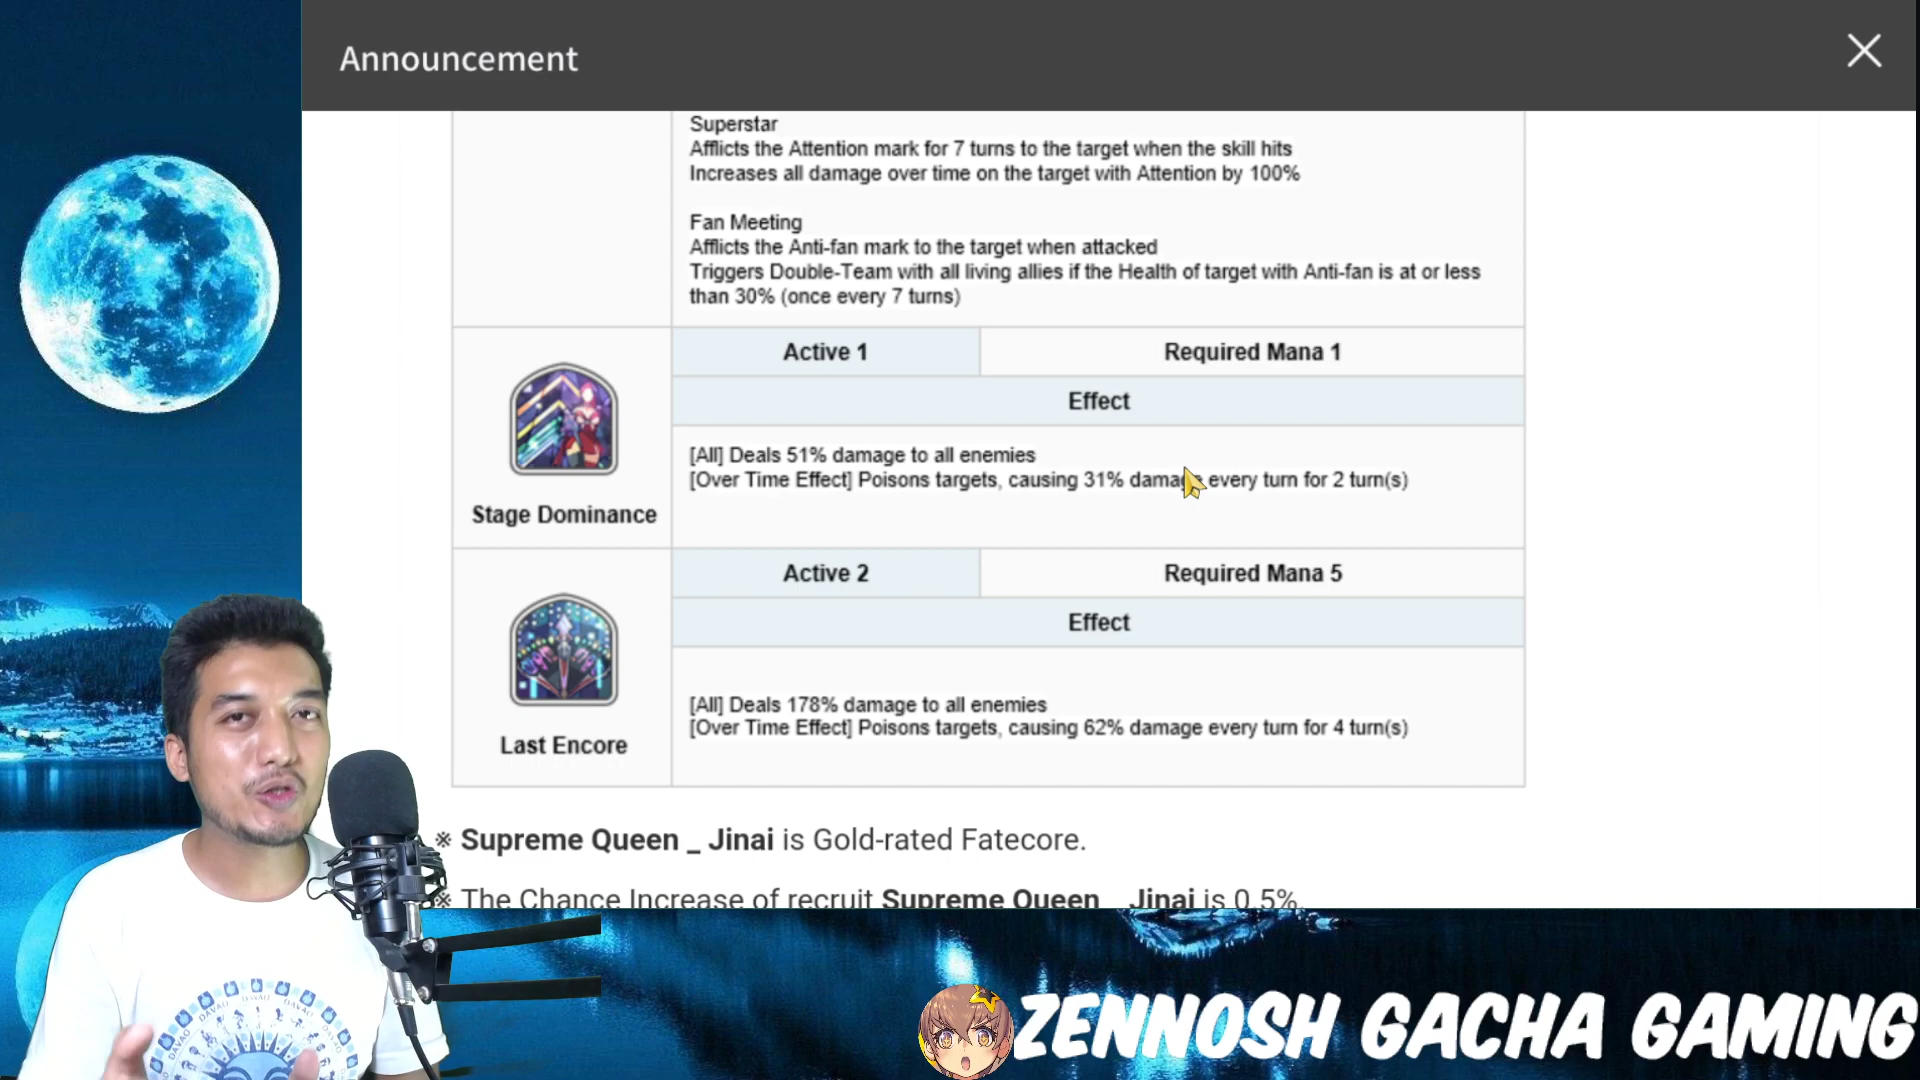 Announcement
Superstar
Afflicts the Attention mark for 7 turns to the target when the skill hits
Increases all damage over time on the target with Attention by 100%
Fan Meeting
Afflicts the Anti-fan mark to the target when attacked
Triggers Double-Team with all living allies if the Health of target with Anti-fan is at or less
than 30% (once every 7 turns)
Active 1
Required Mana 1
Effect
[All] Deals 51% damage to all enemies
[Over Time Effect] Poisons targets, causing 31% damage every turn for 2 turn(s)
Stage Dominance
Active 2
Required Mana 5
Effect
[All] Deals 178% damage to all enemies
[Over Time Effect] Poisons targets, causing 62% damage every turn for 4 turn(s)
Last Encore
※ Supreme Queen _ Jinai is Gold-rated Fatecore.
※ The Chance Increase of recruit Supreme Queen _ Jinai is 0.5%.
DAVAO DAVAO DAVAO
ZENNOSH GACHA GAMING